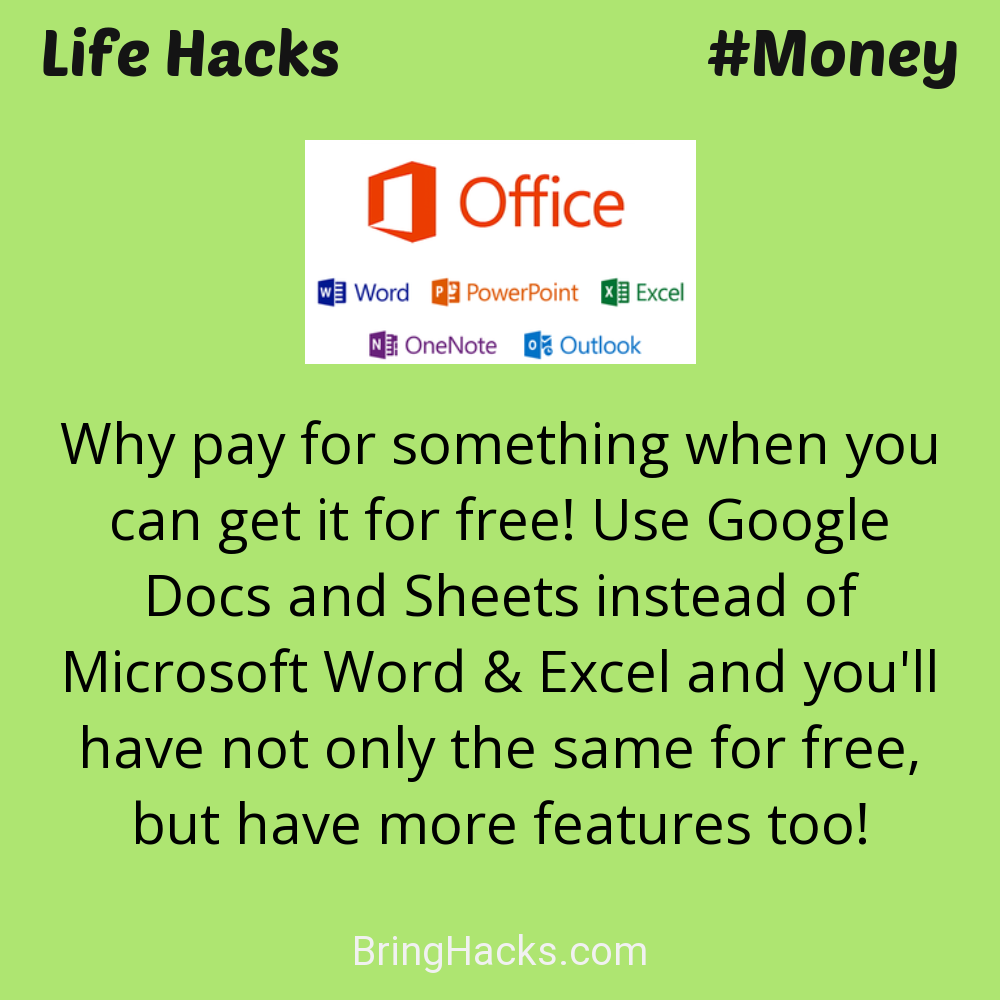 Life Hacks #Money
Office
Word PowerPoint Excel
OneNote Outlook
Why pay for something when you
can get it for free! Use Google
Docs and Sheets instead of
Microsoft Word & Excel and you'll
have not only the same for free,
but have more features too!
BringHacks.com